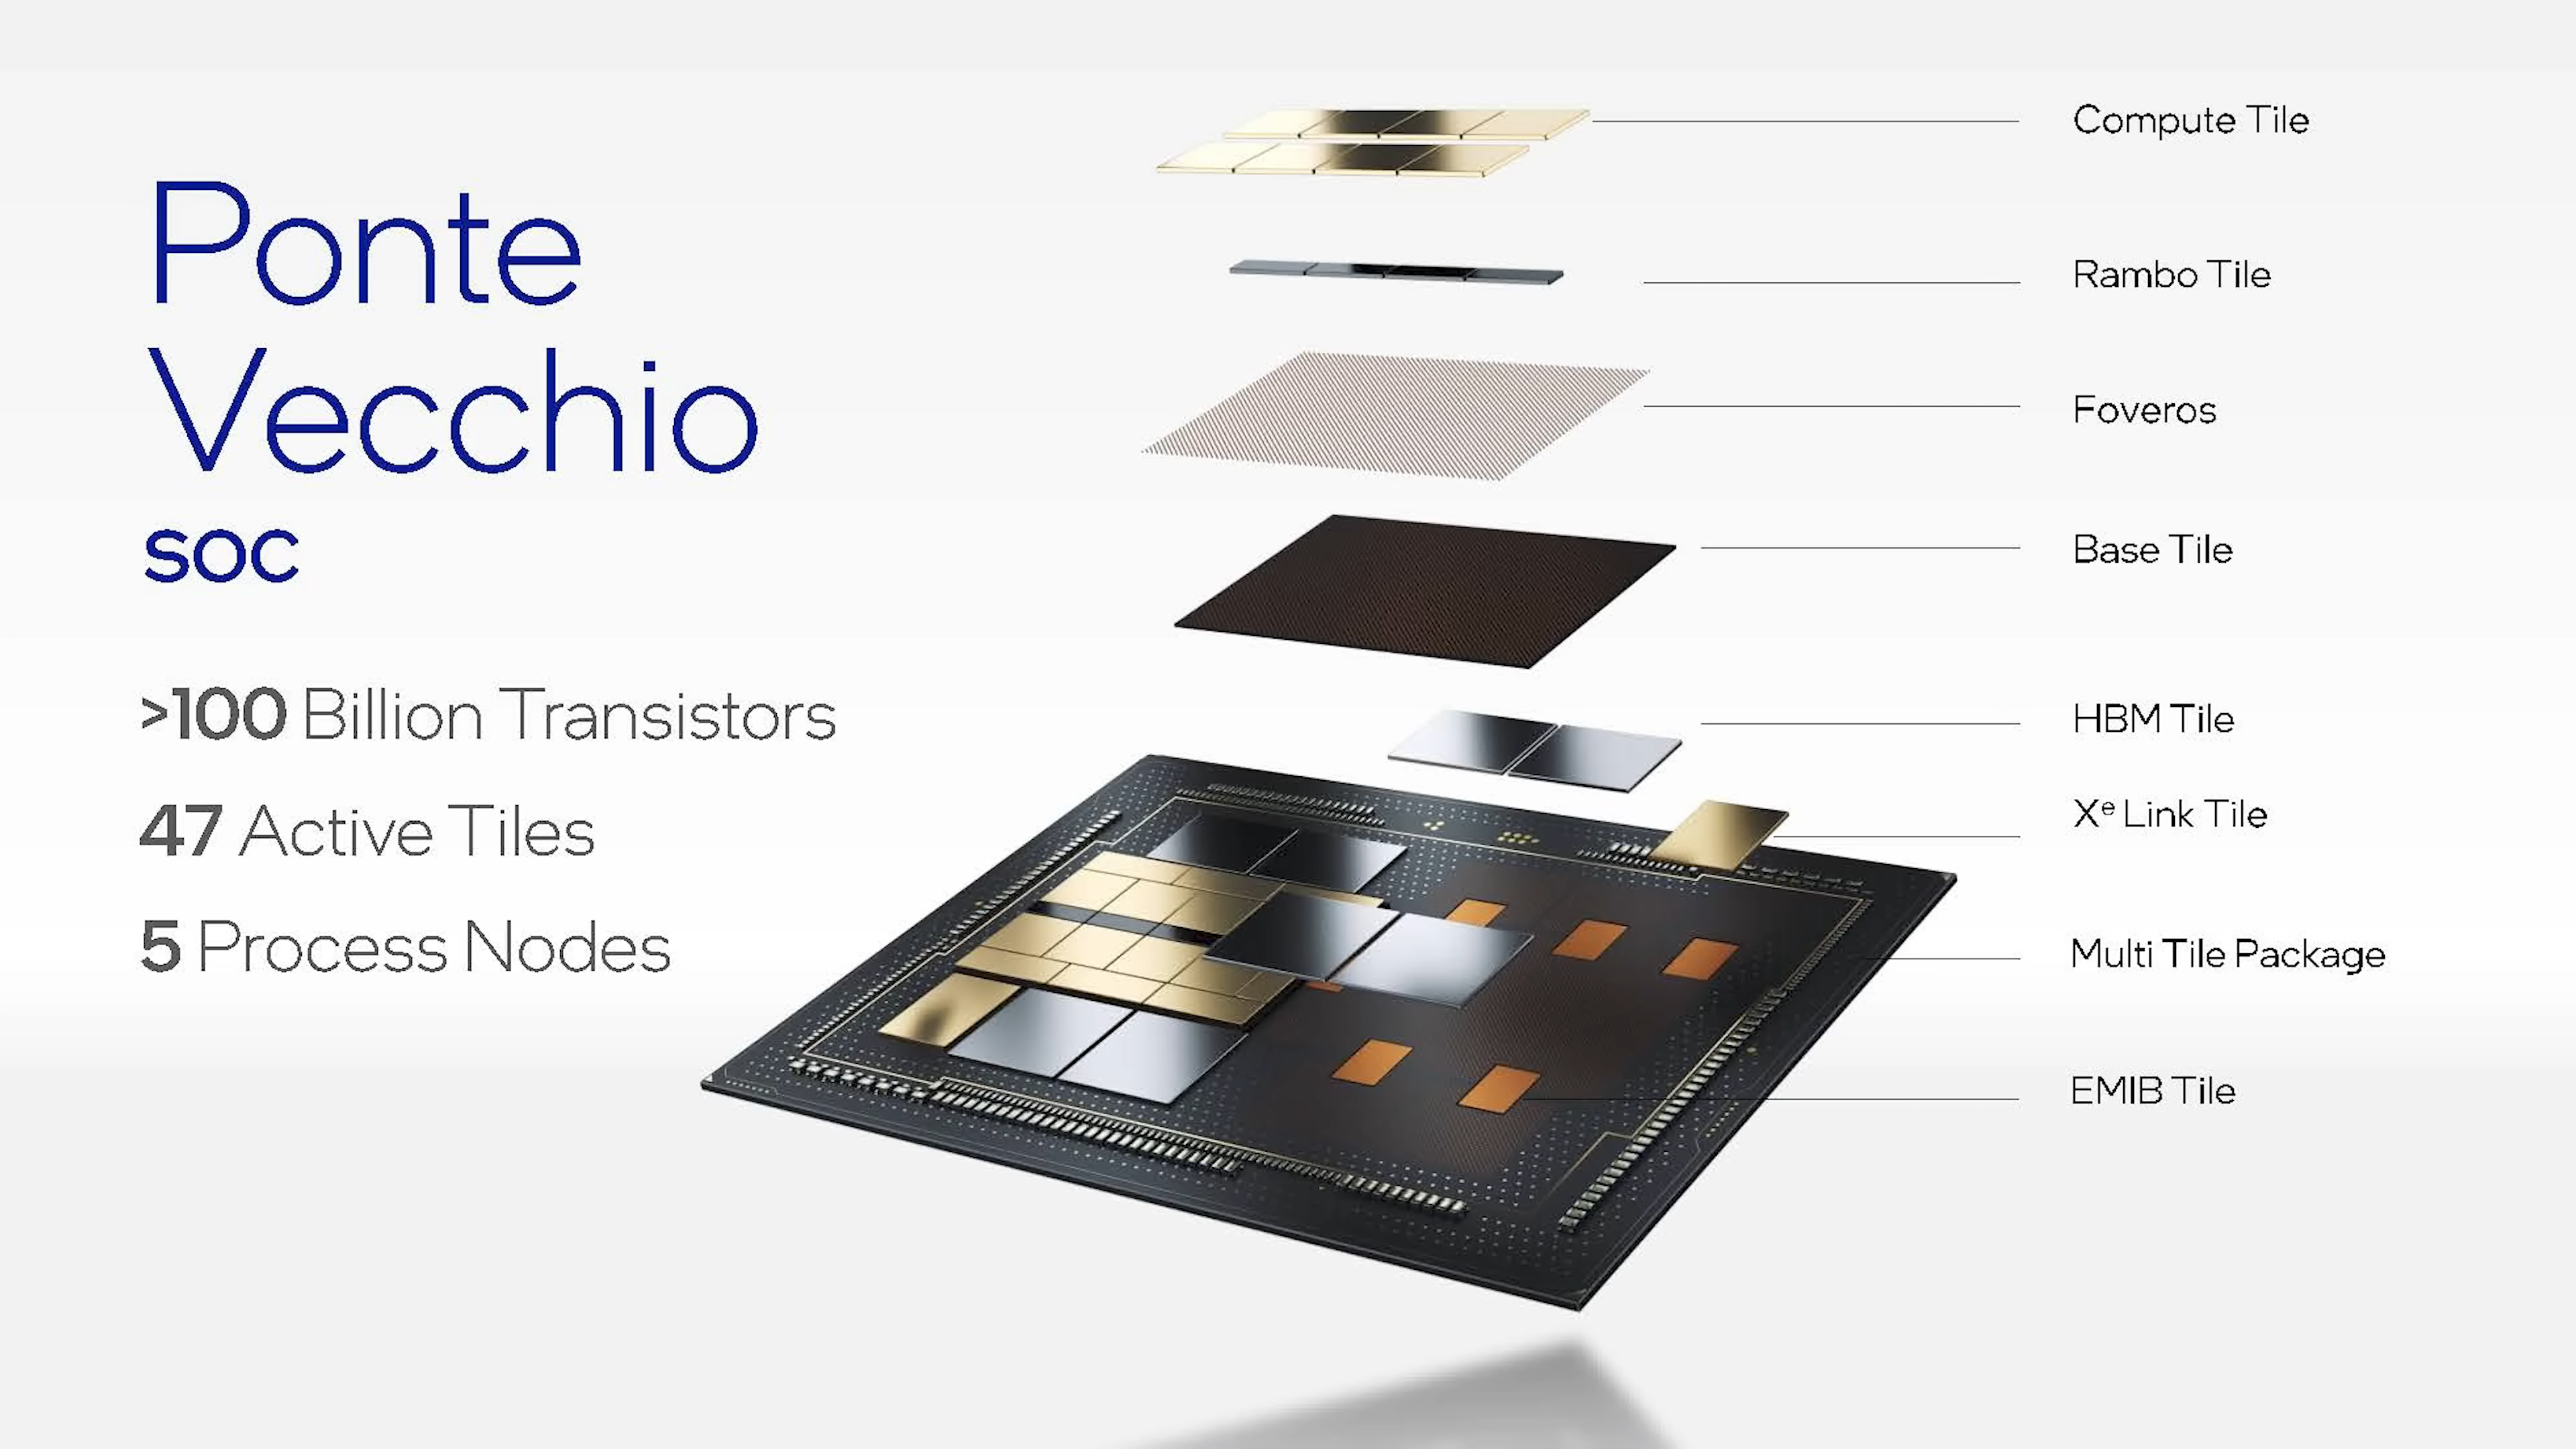 Ponte
Vecchio
SOC
>100 Billion Transistors
47 Active Tiles
5 Process Nodes
Compute Tile
Rambo Tile
Foveros
Base Tile
HBM Tile
Xᵉ Link Tile
Multi Tile Package
EMIB Tile